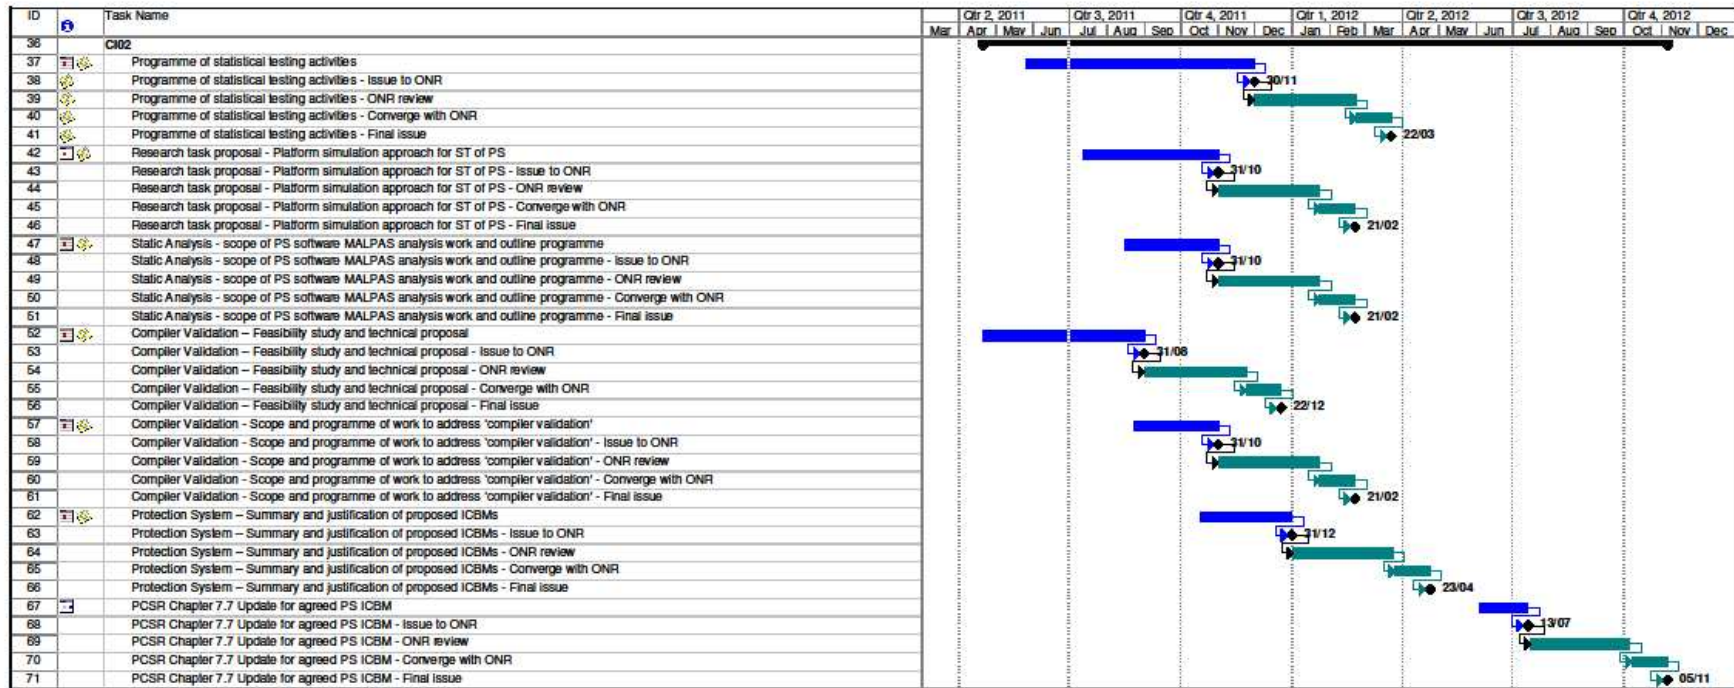 ID Task Name Qtr 2, 2011 Qtr 3, 2011 Qtr 4, 2011 Qtr 1, 2012 Qtr 2, 2012 Qtr 3, 2012 Qtr 4, 2012
Mar Apr May Jun Jul Aug Sep Oct Nov Dec Jan Feb Mar Apr May Jun Jul Aug Sep Oct Nov Dec
36 CI02
37 Programme of statistical testing activities
38 Programme of statistical testing activities - Issue to ONR 30/11
39 Programme of statistical testing activities - ONR review
40 Programme of statistical testing activities - Converge with ONR
41 Programme of statistical testing activities - Final issue 22/03
42 Research task proposal - Platform simulation approach for ST of PS
43 Research task proposal - Platform simulation approach for ST of PS - Issue to ONR 31/10
44 Research task proposal - Platform simulation approach for ST of PS - ONR review
45 Research task proposal - Platform simulation approach for ST of PS - Converge with ONR
46 Research task proposal - Platform simulation approach for ST of PS - Final issue 21/02
47 Static Analysis - scope of PS software MALPAS analysis work and outline programme
48 Static Analysis - scope of PS software MALPAS analysis work and outline programme - Issue to ONR 31/10
49 Static Analysis - scope of PS software MALPAS analysis work and outline programme - ONR review
50 Static Analysis - scope of PS software MALPAS analysis work and outline programme - Converge with ONR
51 Static Analysis - scope of PS software MALPAS analysis work and outline programme - Final issue 21/02
52 Compiler Validation – Feasibility study and technical proposal
53 Compiler Validation – Feasibility study and technical proposal - Issue to ONR 31/08
54 Compiler Validation – Feasibility study and technical proposal - ONR review
55 Compiler Validation – Feasibility study and technical proposal - Converge with ONR
56 Compiler Validation – Feasibility study and technical proposal - Final issue 22/12
57 Compiler Validation - Scope and programme of work to address 'compiler validation'
58 Compiler Validation - Scope and programme of work to address 'compiler validation' - Issue to ONR 31/10
59 Compiler Validation - Scope and programme of work to address 'compiler validation' - ONR review
60 Compiler Validation - Scope and programme of work to address 'compiler validation' - Converge with ONR
61 Compiler Validation - Scope and programme of work to address 'compiler validation' - Final issue 21/02
62 Protection System – Summary and justification of proposed ICBMs
63 Protection System – Summary and justification of proposed ICBMs - Issue to ONR 31/12
64 Protection System – Summary and justification of proposed ICBMs - ONR review
65 Protection System – Summary and justification of proposed ICBMs - Converge with ONR
66 Protection System – Summary and justification of proposed ICBMs - Final issue 23/04
67 PCSR Chapter 7.7 Update for agreed PS ICBM
68 PCSR Chapter 7.7 Update for agreed PS ICBM - Issue to ONR 13/07
69 PCSR Chapter 7.7 Update for agreed PS ICBM - ONR review
70 PCSR Chapter 7.7 Update for agreed PS ICBM - Converge with ONR
71 PCSR Chapter 7.7 Update for agreed PS ICBM - Final issue 05/11